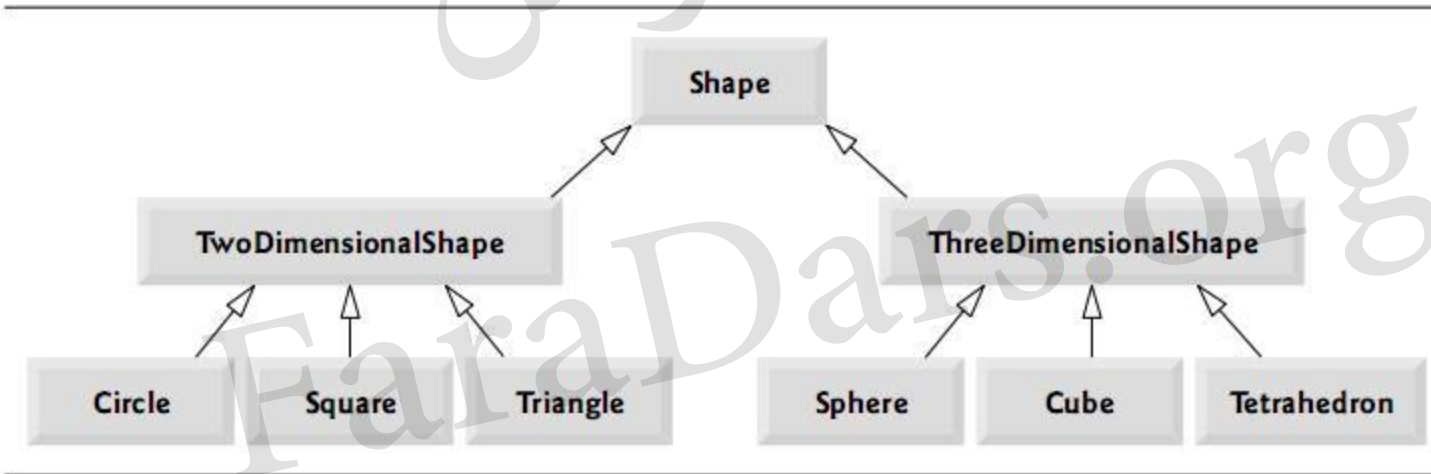 Shape
TwoDimensionalShape ThreeDimensionalShape
Circle Square Triangle Sphere Cube Tetrahedron
FaraDars.org